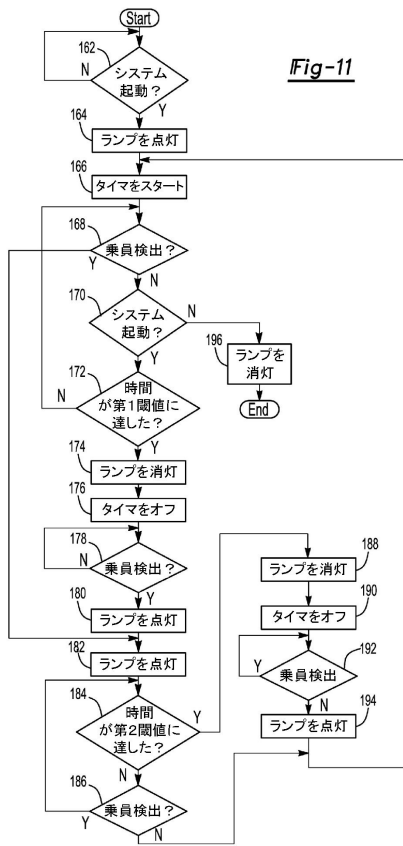 Start
Fig-11
162
システム
起動？
N
Y
164
ランプを点灯
166
タイマをスタート
168
乗員検出？
Y
N
170
システム
起動？
N
Y
196
ランプを
消灯
End
172
時間
が第1閾値に
達した？
N
Y
174
ランプを消灯
176
タイマをオフ
178
乗員検出？
N
Y
180
ランプを点灯
182
ランプを点灯
184
時間
が第2閾値に
達した？
Y
N
186
乗員検出？
Y
N
188
ランプを消灯
190
タイマをオフ
192
乗員検出
Y
N
194
ランプを点灯